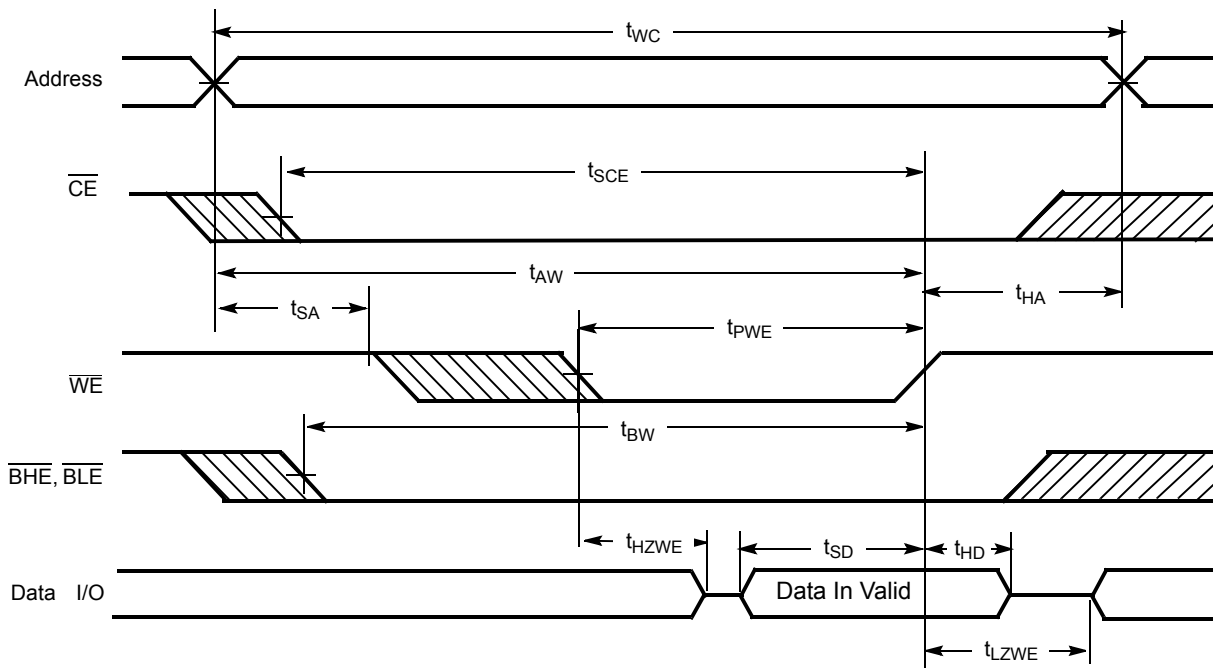 tWC
Address
tSCE
CE
tAW
tSA
tHA
tPWE
WE
tBW
BHE, BLE
tHZWE
tSD
tHD
Data I/O
Data In Valid
tLZWE